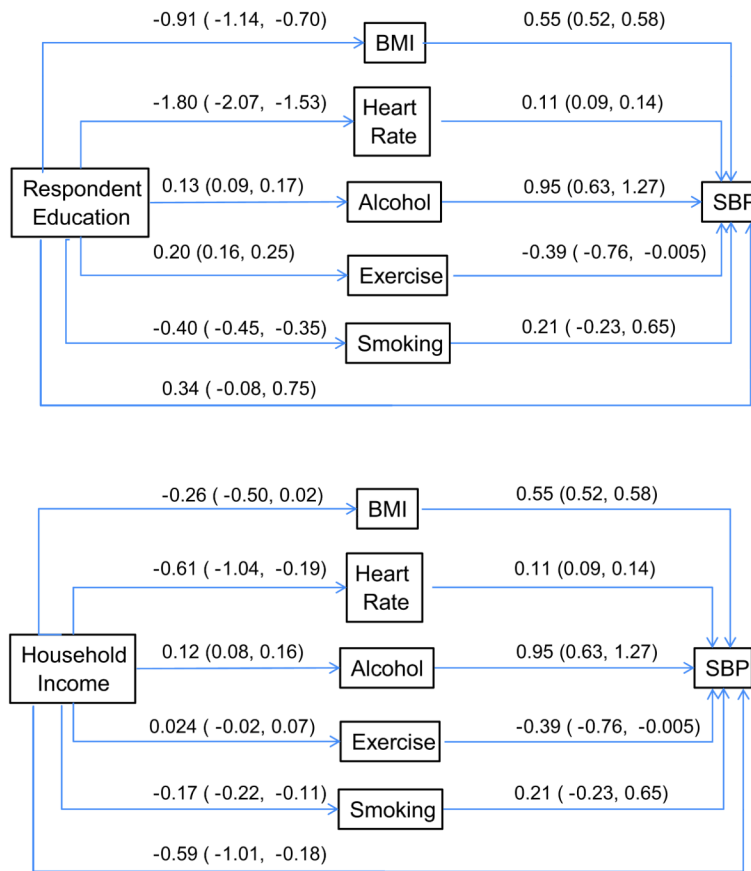 -0.91 ( -1.14, -0.70)
0.55 (0.52, 0.58)
BMI
-1.80 ( -2.07, -1.53)
Heart
Rate
0.11 (0.09, 0.14)
Respondent
Education
0.13 (0.09, 0.17)
Alcohol
0.95 (0.63, 1.27)
SBP
0.20 (0.16, 0.25)
Exercise
-0.39 ( -0.76, -0.005)
-0.40 ( -0.45, -0.35)
Smoking
0.21 ( -0.23, 0.65)
0.34 ( -0.08, 0.75)
-0.26 ( -0.50, 0.02)
BMI
0.55 (0.52, 0.58)
-0.61 ( -1.04, -0.19)
Heart
Rate
0.11 (0.09, 0.14)
Household
Income
0.12 (0.08, 0.16)
Alcohol
0.95 (0.63, 1.27)
SBP
0.024 ( -0.02, 0.07)
Exercise
-0.39 ( -0.76, -0.005)
-0.17 ( -0.22, -0.11)
Smoking
0.21 ( -0.23, 0.65)
-0.59 ( -1.01, -0.18)